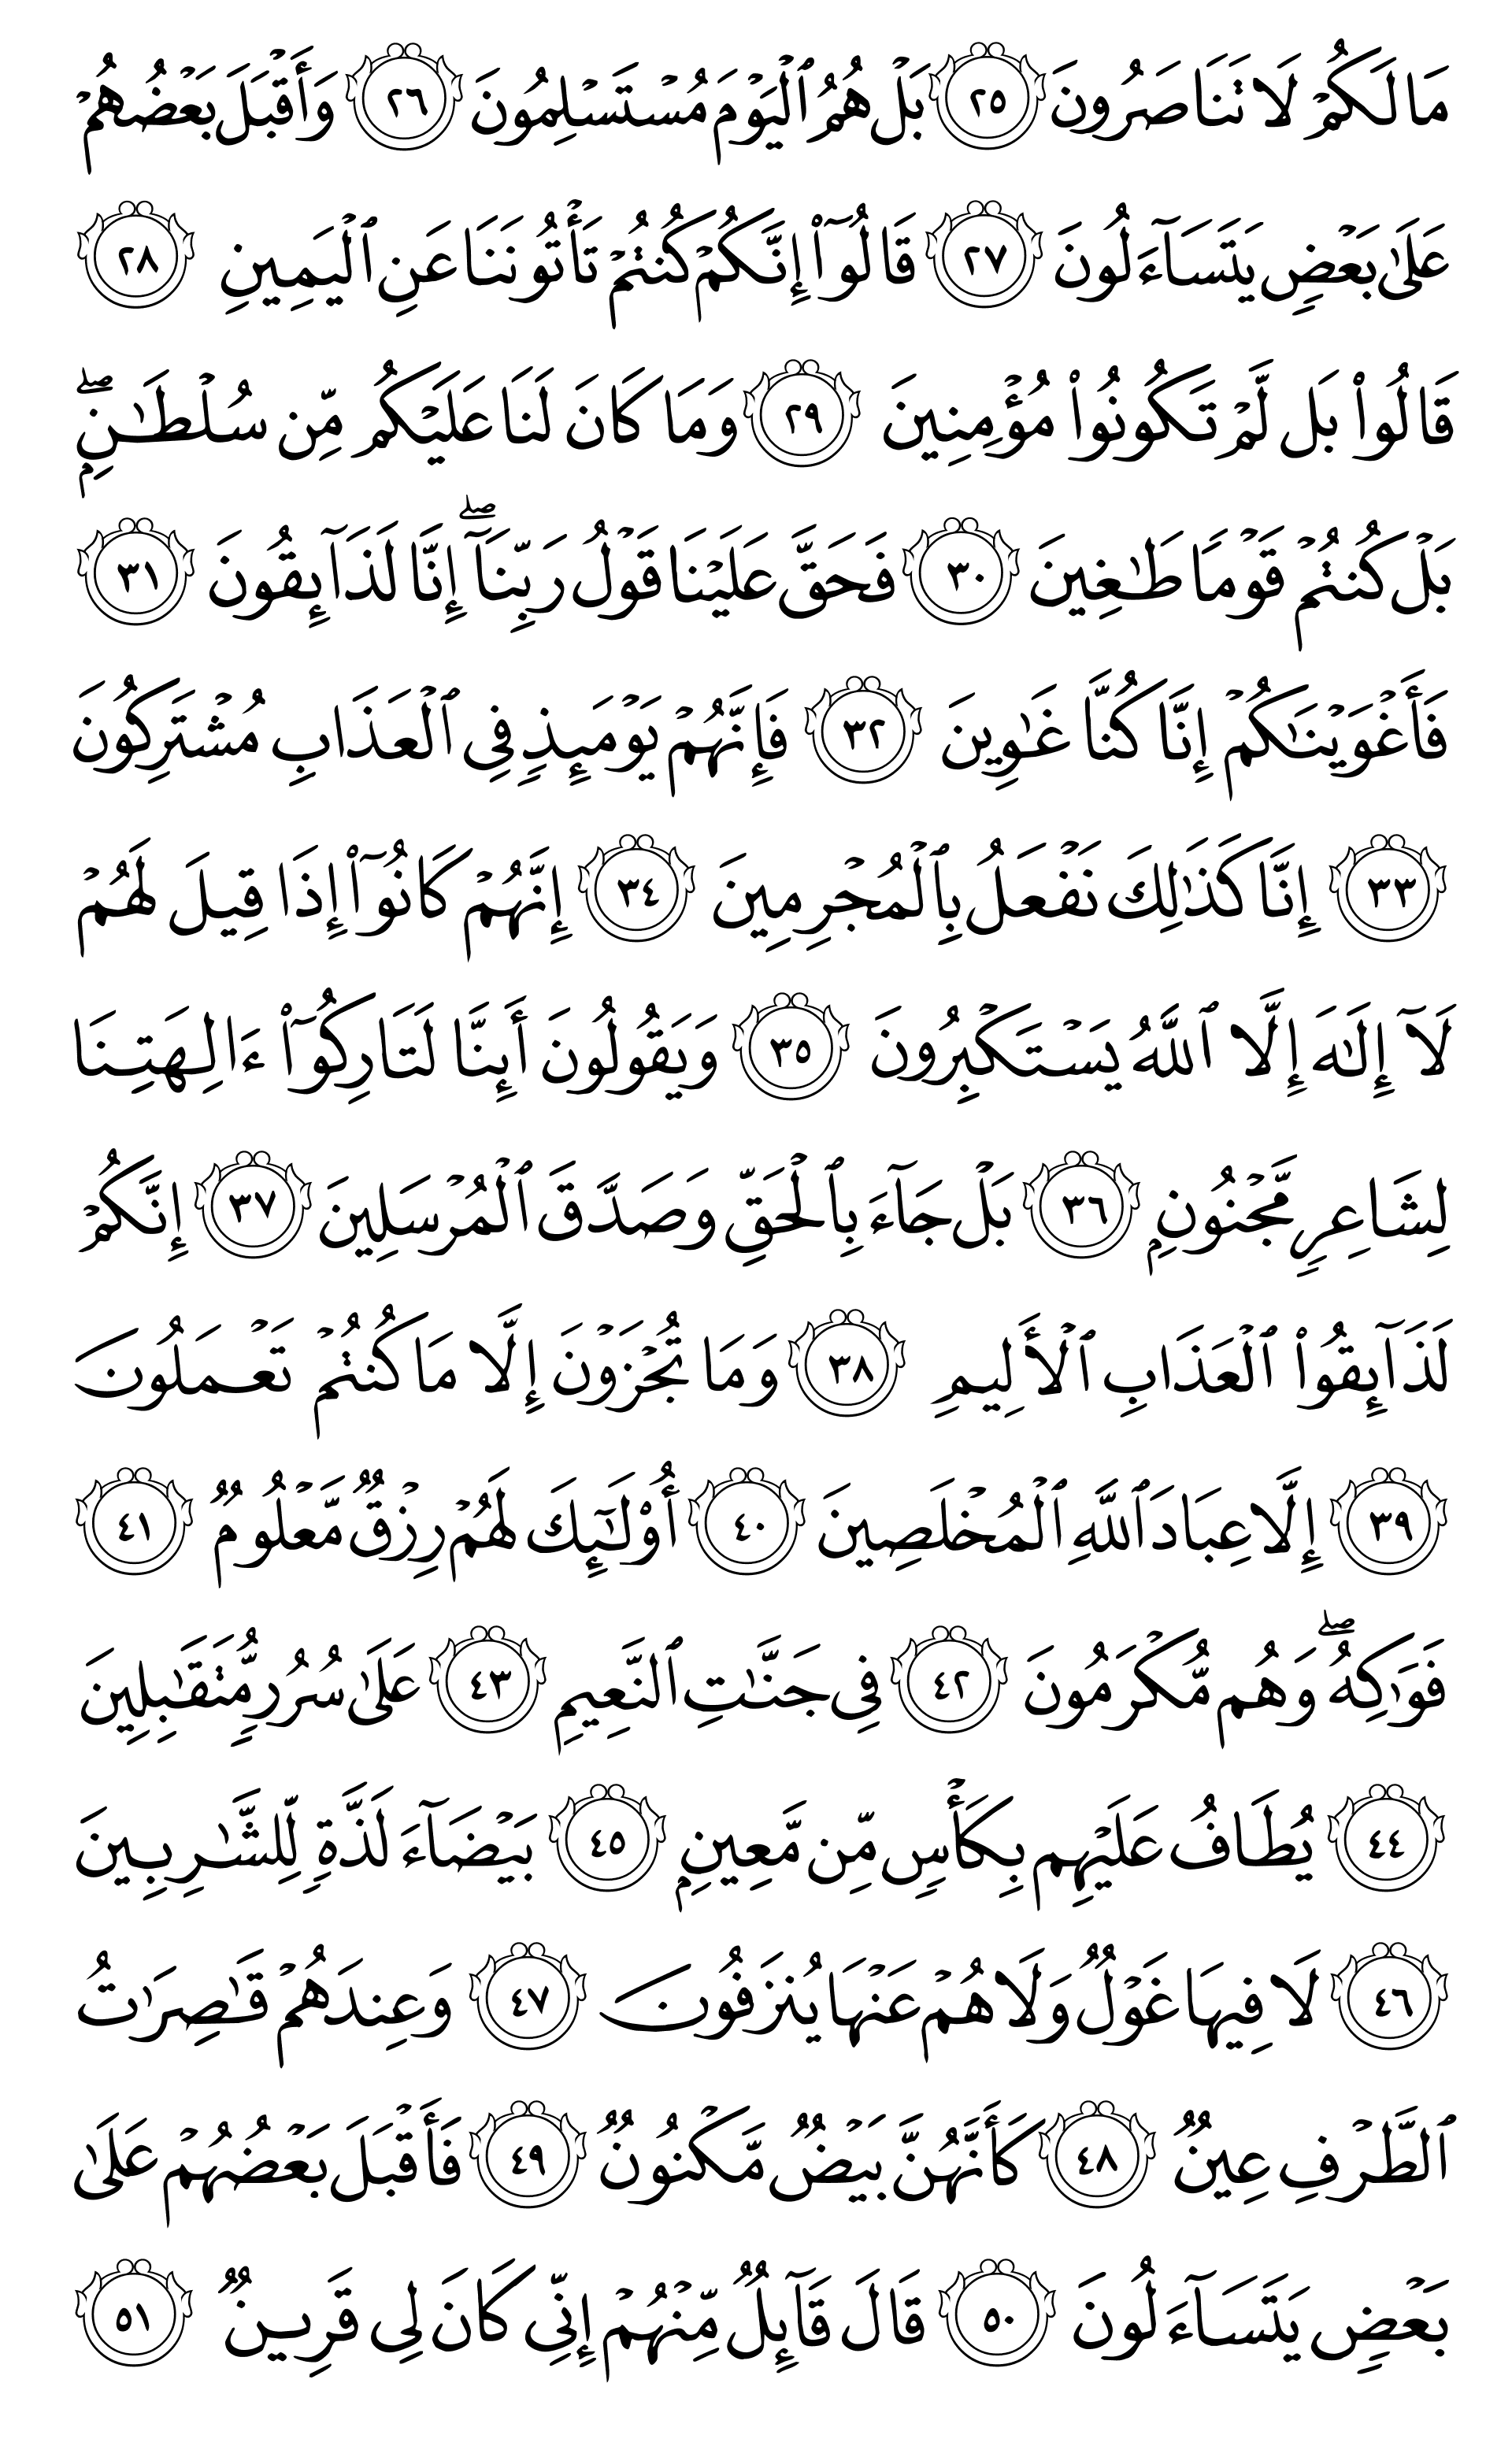 مَا لَكُمۡ لَا تَنَاصَرُونَ ٢٥ بَلۡ هُمُ ٱلۡيَوۡمَ مُسۡتَسۡلِمُونَ ٢٦ وَأَقۡبَلَ بَعۡضُهُمۡ
عَلَىٰ بَعۡضٖ يَتَسَآءَلُونَ ٢٧ قَالُوٓاْ إِنَّكُمۡ كُنتُمۡ تَأۡتُونَنَا عَنِ ٱلۡيَمِينِ ٢٨
قَالُواْ بَل لَّمۡ تَكُونُواْ مُؤۡمِنِينَ ٢٩ وَمَا كَانَ لَنَا عَلَيۡكُم مِّن سُلۡطَٰنِۭۖ
بَلۡ كُنتُمۡ قَوۡمٗا طَٰغِينَ ٣٠ فَحَقَّ عَلَيۡنَا قَوۡلُ رَبِّنَآۖ إِنَّا لَذَآئِقُونَ ٣١
فَأَغۡوَيۡنَٰكُمۡ إِنَّا كُنَّا غَٰوِينَ ٣٢ فَإِنَّهُمۡ يَوۡمَئِذٖ فِي ٱلۡعَذَابِ مُشۡتَرِكُونَ
٣٣ إِنَّا كَذَٰلِكَ نَفۡعَلُ بِٱلۡمُجۡرِمِينَ ٣٤ إِنَّهُمۡ كَانُوٓاْ إِذَا قِيلَ لَهُمۡ
لَآ إِلَٰهَ إِلَّا ٱللَّهُ يَسۡتَكۡبِرُونَ ٣٥ وَيَقُولُونَ أَئِنَّا لَتَارِكُوٓاْ ءَالِهَتِنَا
لِشَاعِرٖ مَّجۡنُونِۭ ٣٦ بَلۡ جَآءَ بِٱلۡحَقِّ وَصَدَّقَ ٱلۡمُرۡسَلِينَ ٣٧ إِنَّكُمۡ
لَذَآئِقُواْ ٱلۡعَذَابِ ٱلۡأَلِيمِ ٣٨ وَمَا تُجۡزَوۡنَ إِلَّا مَا كُنتُمۡ تَعۡمَلُونَ
٣٩ إِلَّا عِبَادَ ٱللَّهِ ٱلۡمُخۡلَصِينَ ٤٠ أُوْلَٰٓئِكَ لَهُمۡ رِزۡقٞ مَّعۡلُومٞ ٤١
فَوَٰكِهُۖ وَهُم مُّكۡرَمُونَ ٤٢ فِي جَنَّٰتِ ٱلنَّعِيمِ ٤٣ عَلَىٰ سُرُرٖ مُّتَقَٰبِلِينَ
٤٤ يُطَافُ عَلَيۡهِم بِكَأۡسٖ مِّن مَّعِينِۭ ٤٥ بَيۡضَآءَ لَذَّةٖ لِّلشَّٰرِبِينَ
٤٦ لَا فِيهَا غَوۡلٞ وَلَا هُمۡ عَنۡهَا يُنزَفُونَ ٤٧ وَعِندَهُمۡ قَٰصِرَٰتُ
ٱلطَّرۡفِ عِينٞ ٤٨ كَأَنَّهُنَّ بَيۡضٞ مَّكۡنُونٞ ٤٩ فَأَقۡبَلَ بَعۡضُهُمۡ عَلَىٰ
بَعۡضٖ يَتَسَآءَلُونَ ٥٠ قَالَ قَآئِلٞ مِّنۡهُمۡ إِنِّي كَانَ لِي قَرِينٞ ٥١